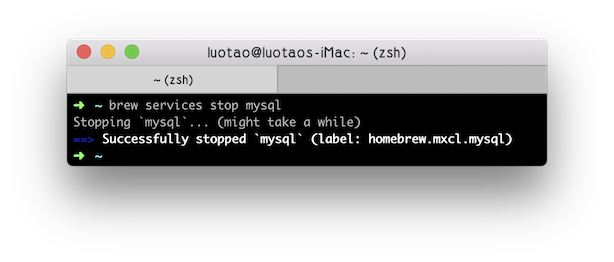 luotao@luotaos-iMac: ~ (zsh)
~ (zsh)
➜ ~ brew services stop mysql
Stopping `mysql`... (might take a while)
==> Successfully stopped `mysql` (label: homebrew.mxcl.mysql)
➜ ~